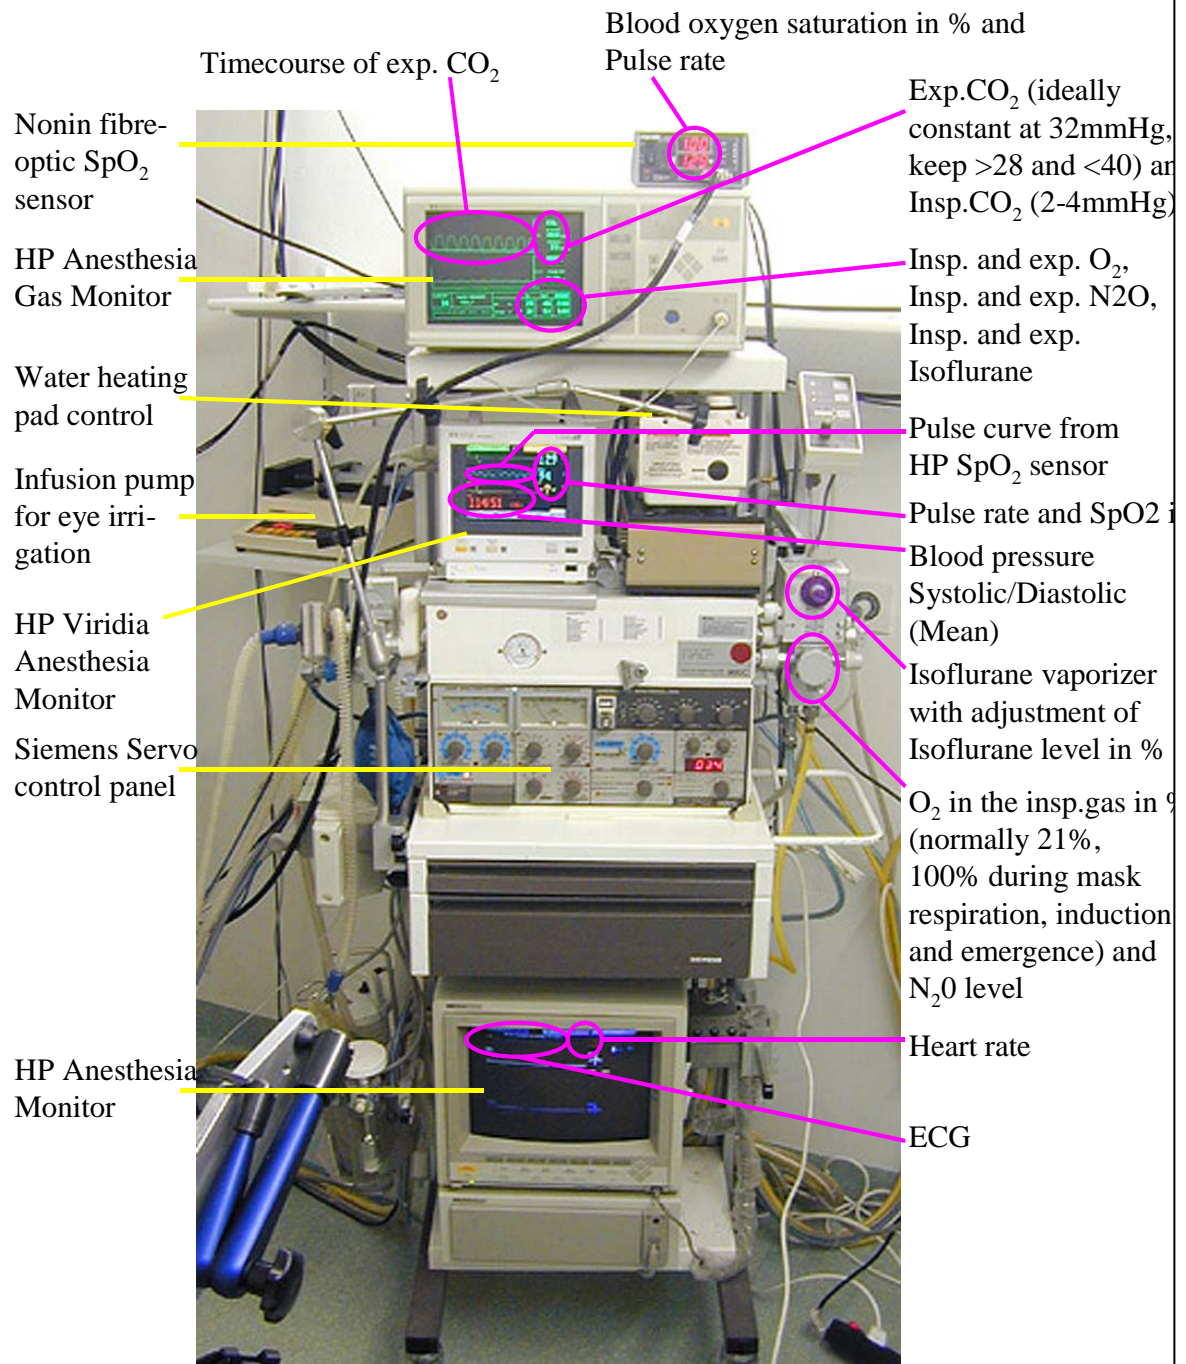 Blood oxygen saturation in % and
Pulse rate
Timecourse of exp. CO₂
Nonin fibre-
optic SpO₂
sensor
HP Anesthesia
Gas Monitor
Water heating
pad control
Infusion pump
for eye irri-
gation
HP Viridia
Anesthesia
Monitor
Siemens Servo
control panel
HP Anesthesia
Monitor
Exp.CO₂ (ideally
constant at 32mmHg,
keep >28 and <40)
Insp.CO₂ (2-4mmHg)
Insp. and exp. O₂,
Insp. and exp. N2O,
Insp. and exp.
Isoflurane
Pulse curve from
HP SpO₂ sensor
Pulse rate and SpO2
Blood pressure
Systolic/Diastolic
(Mean)
Isoflurane vaporizer
with adjustment of
Isoflurane level in %
O₂ in the insp.gas in
(normally 21%,
100% during mask
respiration, induction
and emergence) and
N₂0 level
Heart rate
ECG
100
034